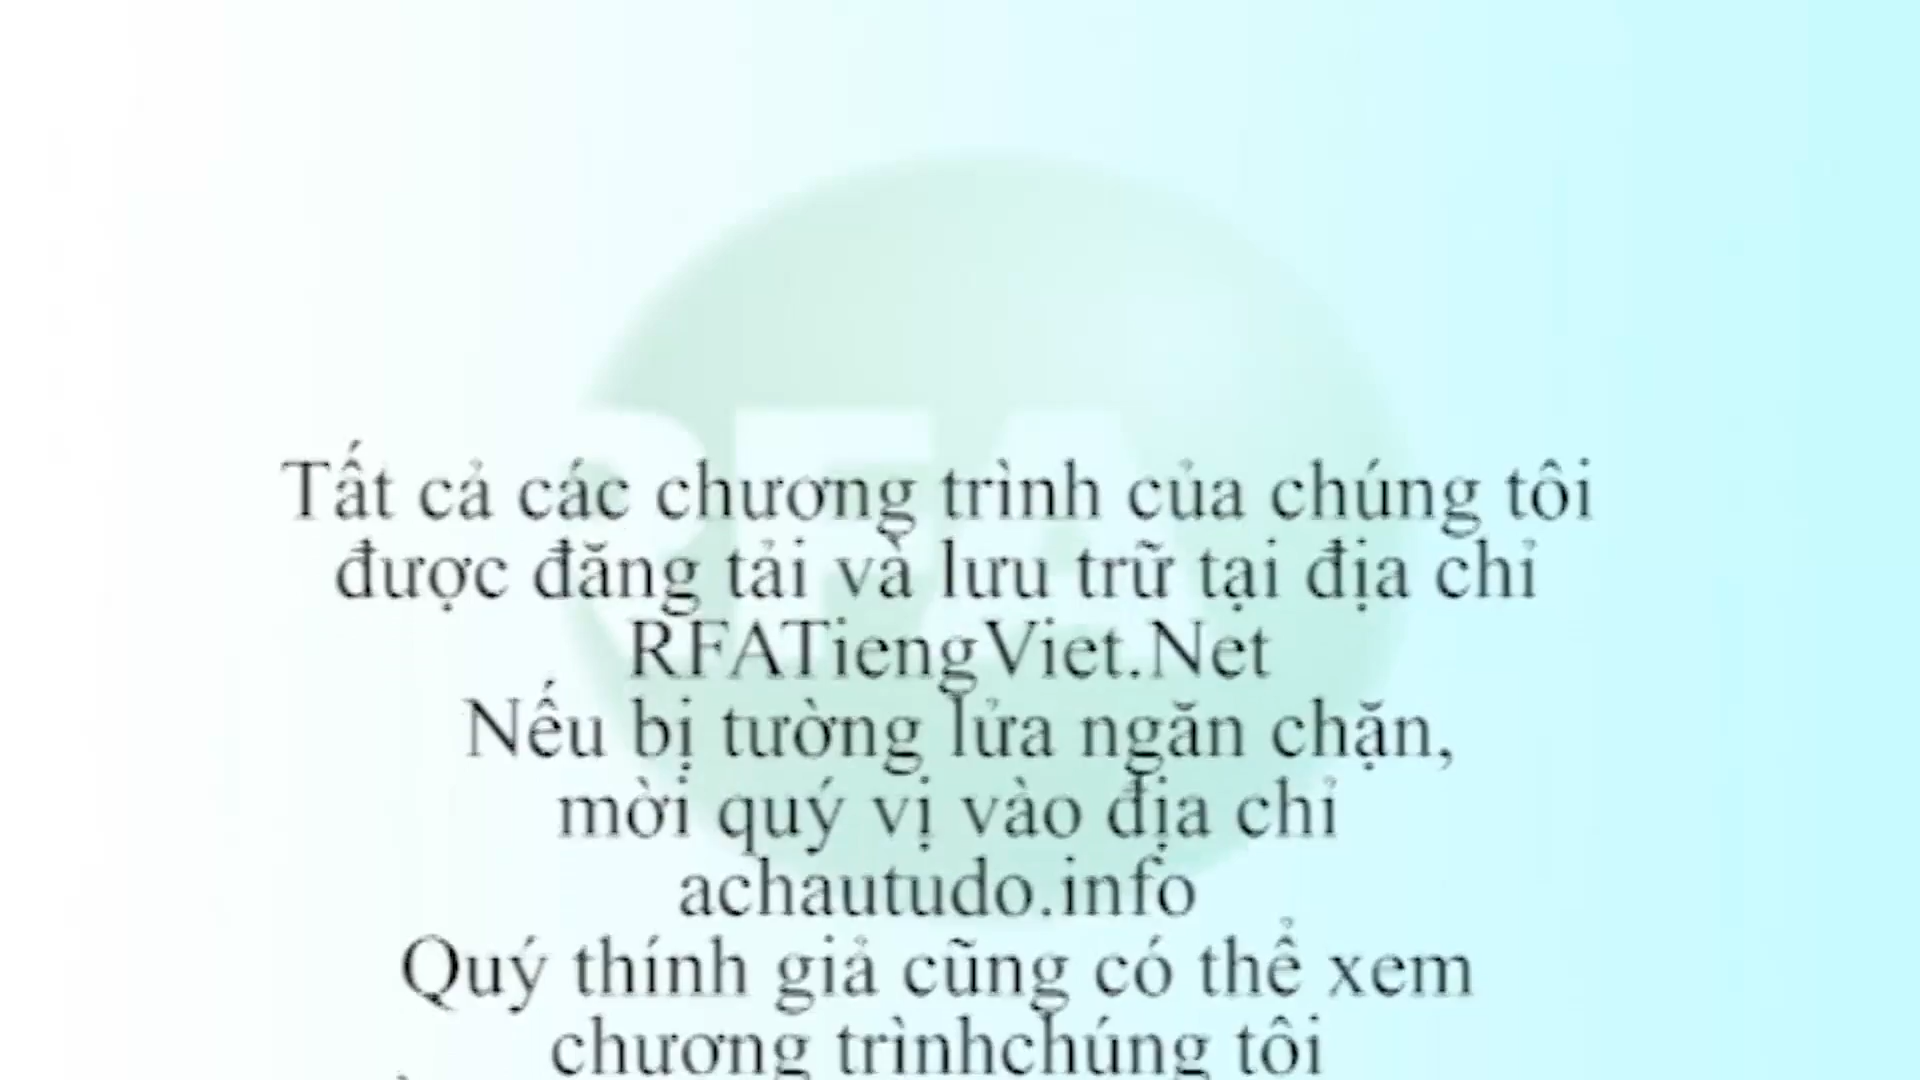 RFA
Tất cả các chương trình của chúng tôi
được đăng tải và lưu trữ tại địa chỉ
RFATiengViet.Net
Nếu bị tường lửa ngăn chặn,
mời quý vị vào địa chỉ
achautudo.info
Quý thính giả cũng có thể xem
chương trìnhchúng tôi